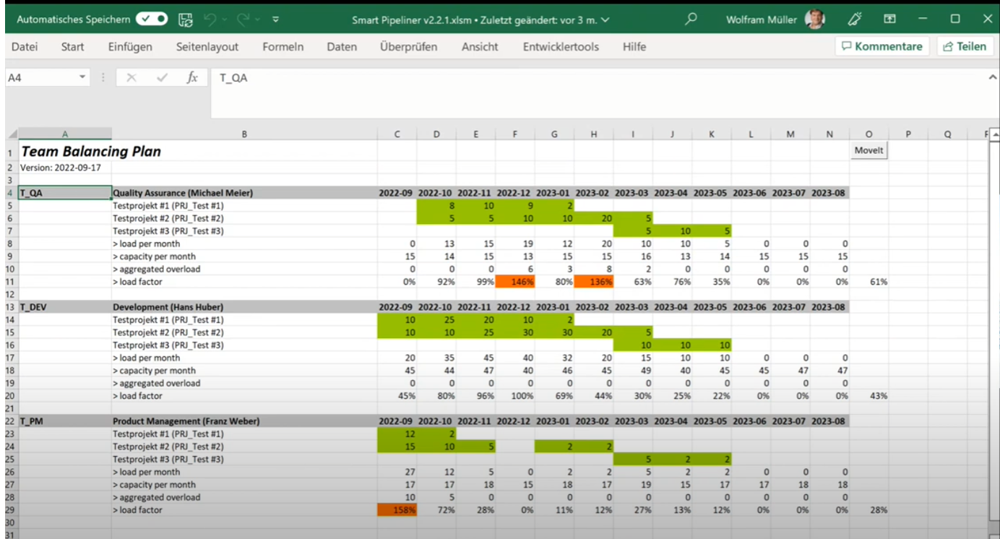 Automatisches Speichern Smart Pipeliner v2.2.1.xlsm • Zuletzt geändert: vor 3 m. Wolfram Müller
Datei Start Einfügen Seitenlayout Formeln Daten Überprüfen Ansicht Entwicklertools Hilfe Kommentare Teilen
A4 fx T_QA
A B C D E F G H I J K L M N O P Q F
1 Team Balancing Plan MoveIt
2 Version: 2022-09-17
3
4 T_QA Quality Assurance (Michael Meier) 2022-09 2022-10 2022-11 2022-12 2023-01 2023-02 2023-03 2023-04 2023-05 2023-06 2023-07 2023-08
5 Testprojekt #1 (PRJ_Test #1) 8 10 9 2
6 Testprojekt #2 (PRJ_Test #2) 5 5 10 10 20 5
7 Testprojekt #3 (PRJ_Test #3) 5 10 5
8 > load per month 0 13 15 19 12 20 10 10 5 0 0 0
9 > capacity per month 15 14 15 13 15 15 16 13 14 15 15 15
10 > aggregated overload 0 0 0 6 3 8 2 0 0 0 0 0
11 > load factor 0% 92% 99% 146% 80% 136% 63% 76% 35% 0% 0% 0% 61%
12
13 T_DEV Development (Hans Huber) 2022-09 2022-10 2022-11 2022-12 2023-01 2023-02 2023-03 2023-04 2023-05 2023-06 2023-07 2023-08
14 Testprojekt #1 (PRJ_Test #1) 10 25 20 10 2
15 Testprojekt #2 (PRJ_Test #2) 10 10 25 30 30 20 5
16 Testprojekt #3 (PRJ_Test #3) 10 10 10
17 > load per month 20 35 45 40 32 20 15 10 10 0 0 0
18 > capacity per month 45 44 47 40 46 45 49 40 45 45 47 47
19 > aggregated overload 0 0 0 0 0 0 0 0 0 0 0 0
20 > load factor 45% 80% 96% 100% 69% 44% 30% 25% 22% 0% 0% 0% 43%
21
22 T_PM Product Management (Franz Weber) 2022-09 2022-10 2022-11 2022-12 2023-01 2023-02 2023-03 2023-04 2023-05 2023-06 2023-07 2023-08
23 Testprojekt #1 (PRJ_Test #1) 12 2
24 Testprojekt #2 (PRJ_Test #2) 15 10 5 2 2
25 Testprojekt #3 (PRJ_Test #3) 5 2 2
26 > load per month 27 12 5 0 2 2 5 2 2 0 0 0
27 > capacity per month 17 17 18 15 18 17 19 15 17 17 18 18
28 > aggregated overload 10 5 0 0 0 0 0 0 0 0 0 0
29 > load factor 158% 72% 28% 0% 11% 12% 27% 13% 12% 0% 0% 0% 28%
30
31